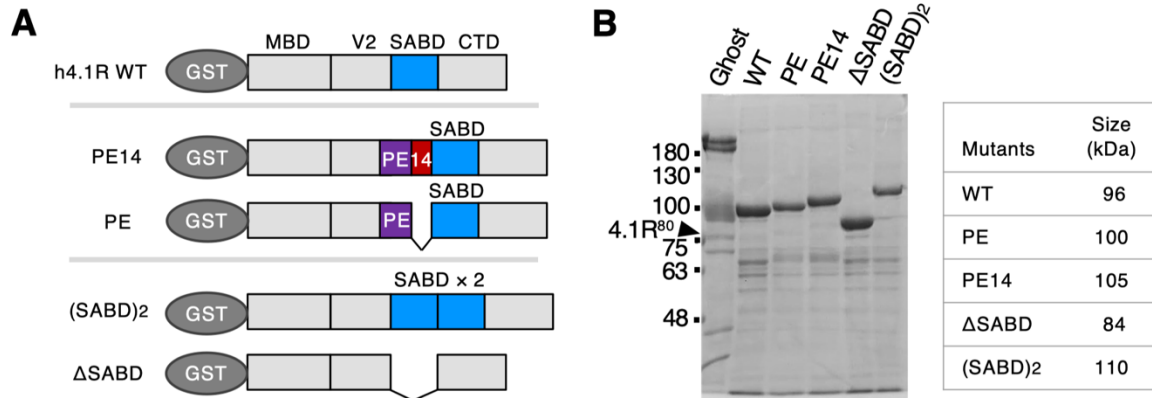 A
MBD V2 SABD CTD
h4.1R WT GST
SABD
PE14 GST PE 14
SABD
PE GST PE
SABD × 2
(SABD)2 GST
ΔSABD GST
B
Ghost WT PE PE14 ΔSABD (SABD)2
180
130
100
4.1R80
75
63
48
Mutants Size (kDa)
WT 96
PE 100
PE14 105
ΔSABD 84
(SABD)2 110